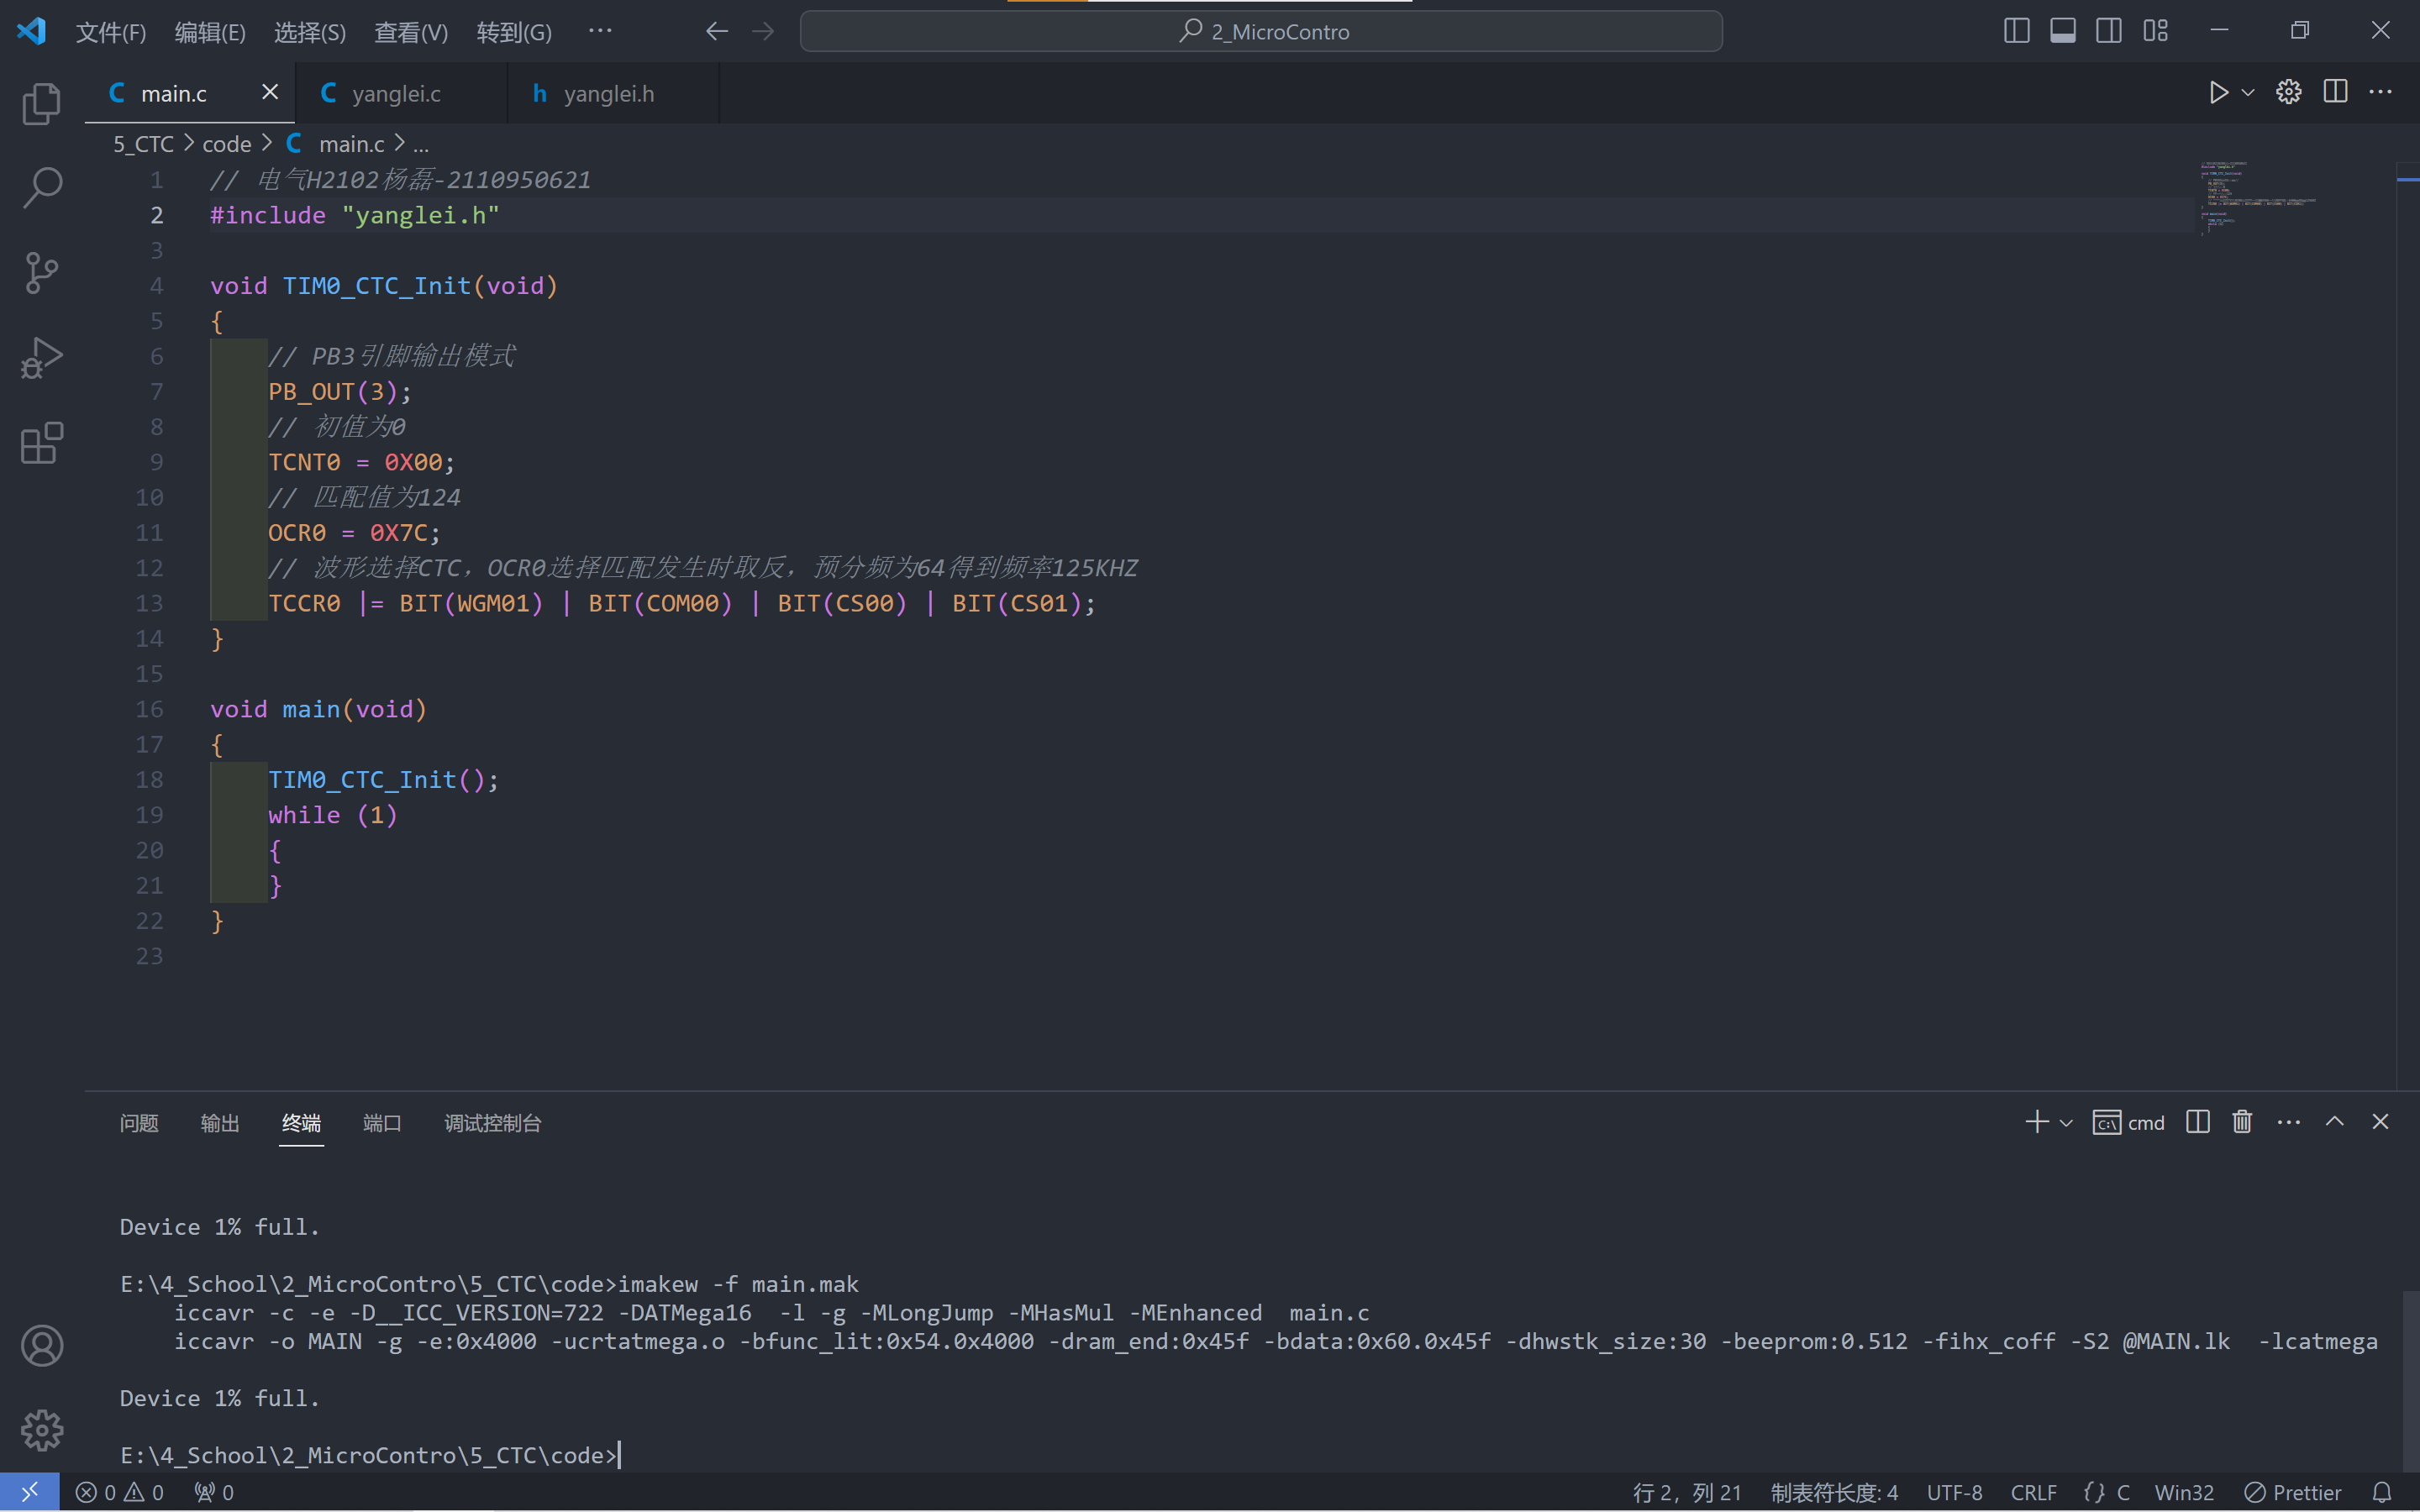 文件(F) 编辑(E) 选择(S) 查看(V) 转到(G) ··· 2_MicroContro
main.c yanglei.c yanglei.h
5_CTC > code > C main.c > ...
1 // 电气H2102杨磊-2110950621
2 #include "yanglei.h"
3
4 void TIM0_CTC_Init(void)
5 {
6 // PB3引脚输出模式
7 PB_OUT(3);
8 // 初值为0
9 TCNT0 = 0X00;
10 // 匹配值为124
11 OCR0 = 0X7C;
12 // 波形选择CTC，OCR0选择匹配发生时取反，预分频为64得到频率125KHZ
13 TCCR0 |= BIT(WGM01) | BIT(COM00) | BIT(CS00) | BIT(CS01);
14 }
15
16 void main(void)
17 {
18 TIM0_CTC_Init();
19 while (1)
20 {
21 }
22 }
23
问题 输出 终端 端口 调试控制台 cmd
Device 1% full.
E:\4_School\2_MicroContro\5_CTC\code>imakew -f main.mak
iccavr -c -e -D__ICC_VERSION=722 -DATMega16  -l -g -MLongJump -MHasMul -MEnhanced  main.c
iccavr -o MAIN -g -e:0x4000 -ucrtatmega.o -bfunc_lit:0x54.0x4000 -dram_end:0x45f -bdata:0x60.0x45f -dhwstk_size:30 -beeprom:0.512 -fihx_coff -S2 @MAIN.lk  -lcatmega
Device 1% full.
E:\4_School\2_MicroContro\5_CTC\code>
0 0 0 行 2，列 21 制表符长度: 4 UTF-8 CRLF {} C Win32 Prettier